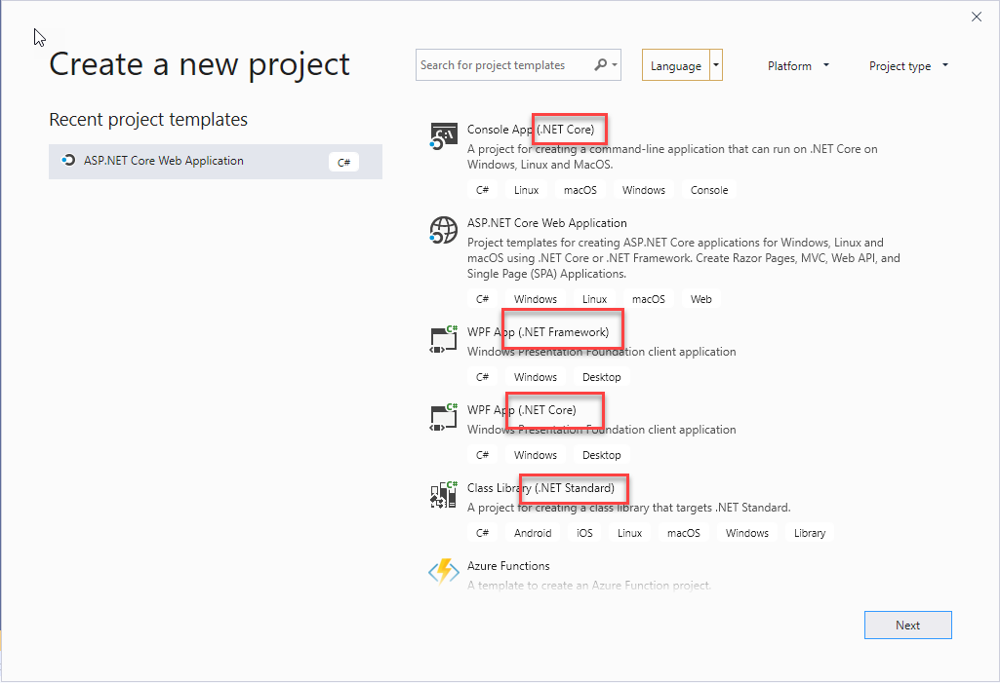 Create a new project
Search for project templates
Language
Platform
Project type
Recent project templates
ASP.NET Core Web Application
C#
Console App (.NET Core)
A project for creating a command-line application that can run on .NET Core on
Windows, Linux and MacOS.
C# Linux macOS Windows Console
ASP.NET Core Web Application
Project templates for creating ASP.NET Core applications for Windows, Linux and
macOS using .NET Core or .NET Framework. Create Razor Pages, MVC, Web API, and
Single Page (SPA) Applications.
C# Windows Linux macOS Web
C#
WPF App (.NET Framework)
Windows Presentation Foundation client application
C# Windows Desktop
C#
WPF App (.NET Core)
Windows Presentation Foundation client application
C# Windows Desktop
C#
Class Library (.NET Standard)
A project for creating a class library that targets .NET Standard.
C# Android iOS Linux macOS Windows Library
Azure Functions
A template to create an Azure Function project.
Next